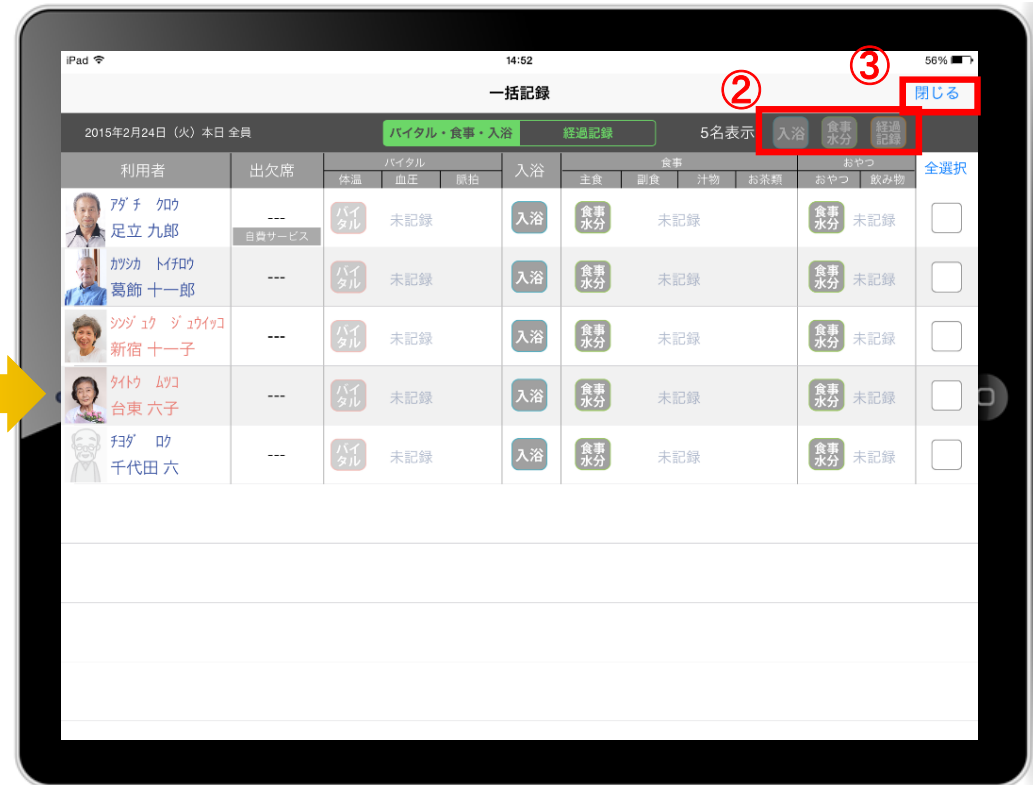 iPad 14:52 56%
③
一括記録 ② 閉じる
2015年2月24日（火）本日 全員 バイタル・食事・入浴 経過記録 5名表示 入浴 食事水分 経過記録
利用者 出欠席 バイタル 入浴 食事 おやつ 全選択
体温 血圧 脈拍 主食 副食 汁物 お茶類 おやつ 飲み物
ｱﾀﾞﾁ ｸﾛｳ
足立 九郎 --- 自費サービス バイタル 未記録 入浴 食事水分 未記録 食事水分 未記録
ｶﾂｼｶ ﾄｲﾁﾛｳ
葛飾 十一郎 --- バイタル 未記録 入浴 食事水分 未記録 食事水分 未記録
ｼﾝｼﾞｭｸ ｼﾞｭｳｲｯｺ
新宿 十一子 --- バイタル 未記録 入浴 食事水分 未記録 食事水分 未記録
ﾀｲﾄｳ ﾑﾂｺ
台東 六子 --- バイタル 未記録 入浴 食事水分 未記録 食事水分 未記録
ﾁﾖﾀﾞ ﾛｸ
千代田 六 --- バイタル 未記録 入浴 食事水分 未記録 食事水分 未記録